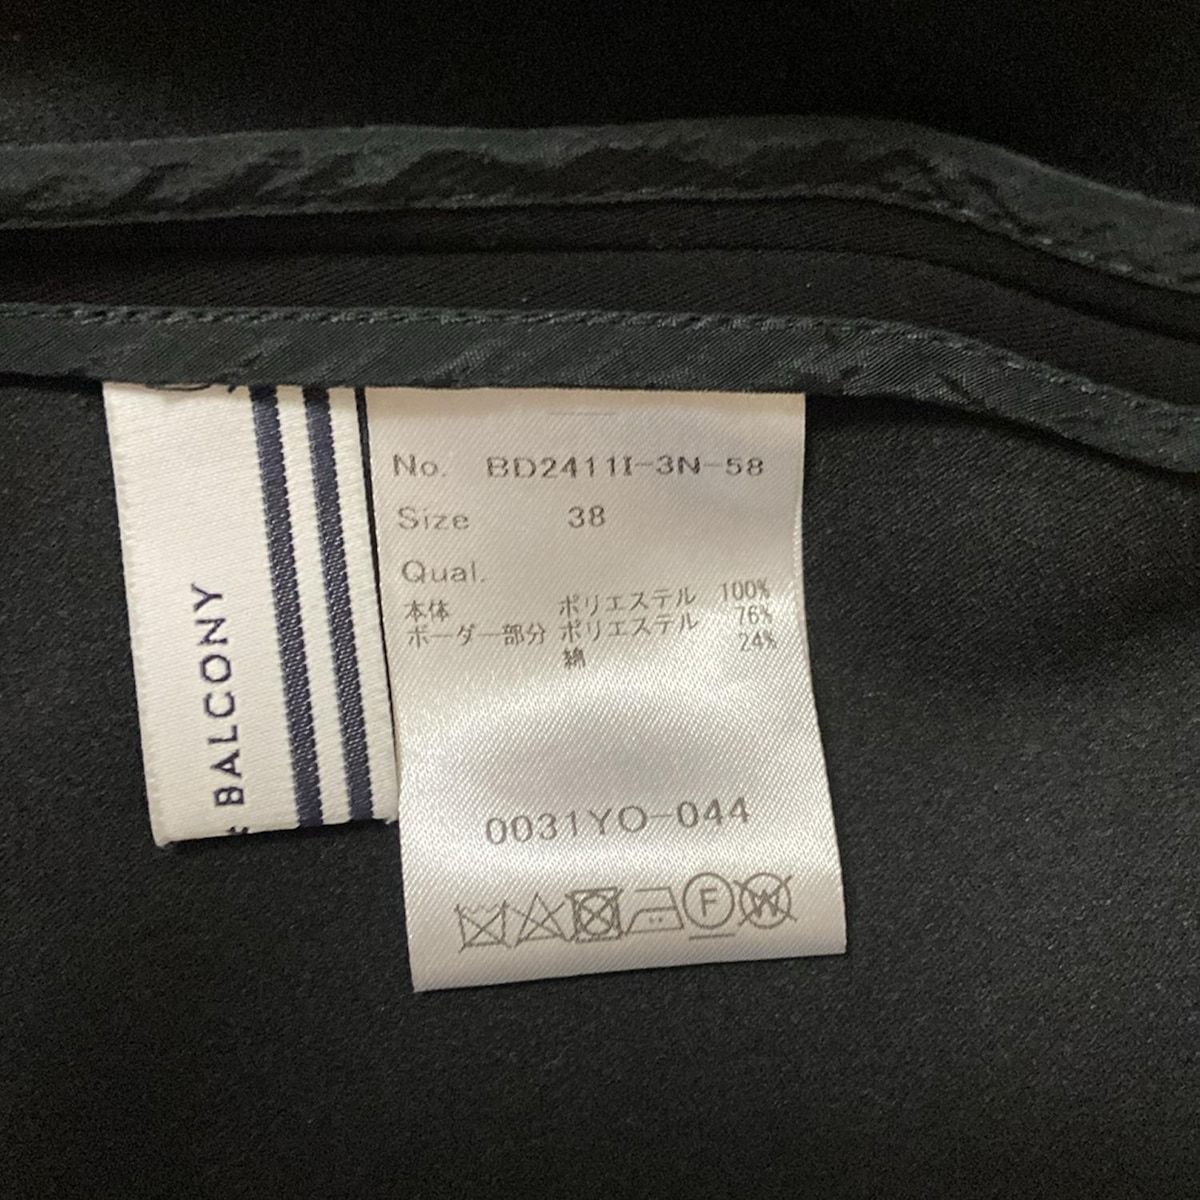 BALCONY
No. BD2411I-3N-58
Size 38
Qual.
本体 ポリエステル 100%
ボーダー部分 ポリエステル 76%
綿 24%
0031YO-044
F W